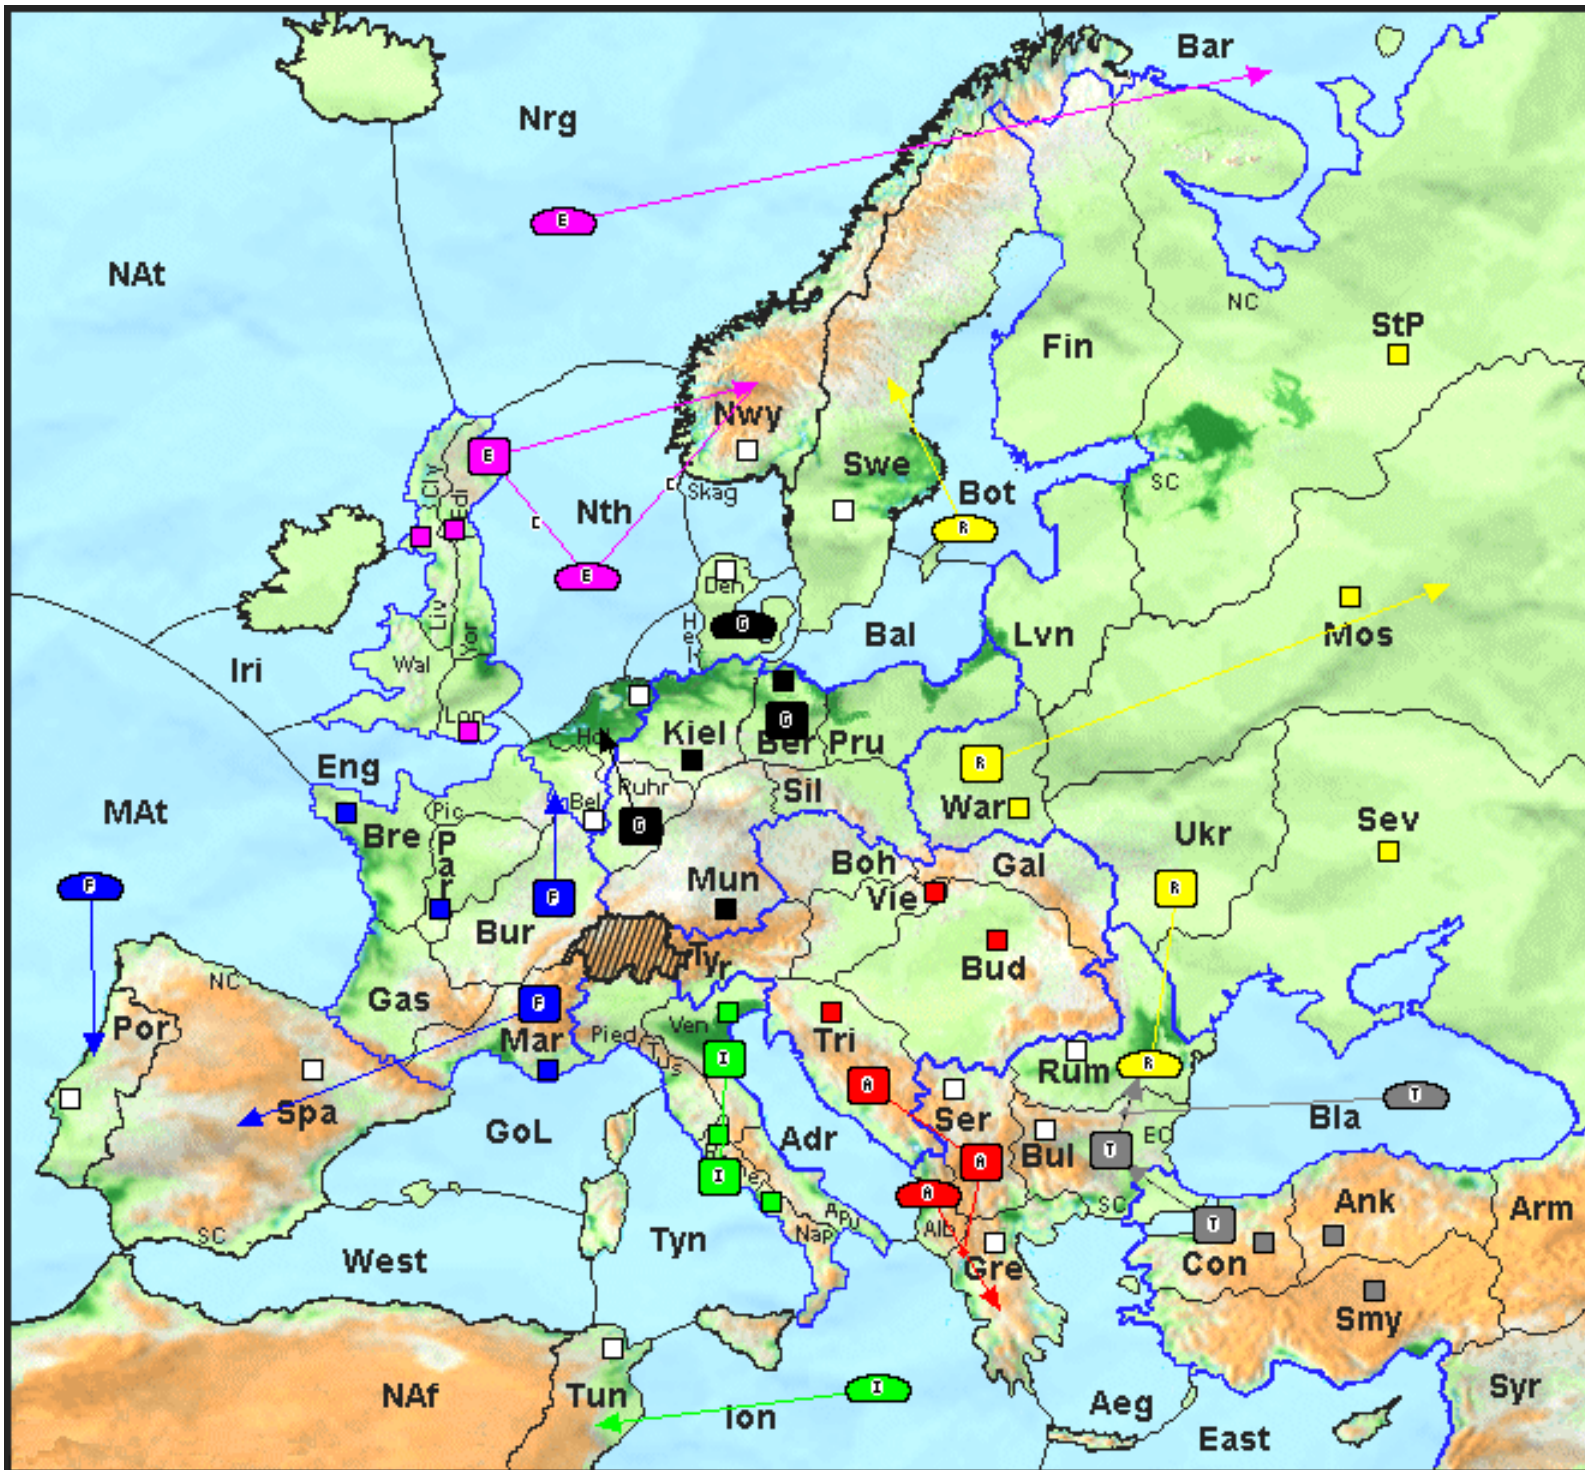 Bar
Nrg
NAt
NC
StP
Fin
Nwy
Swe
SC
Bot
Skag
Nth
Cly
Edi
Den
Hel
Liv
Yor
Bal
Lvn
Mos
Iri
Wal
Lon
Hol
Kiel
Ber
Pru
Eng
Ruhr
Sil
War
MAt
Pic
Bel
Bre
Par
Ukr
Sev
Boh
Gal
Mun
Vie
Bur
Tyr
Bud
NC
Gas
Por
Mar
Pied
Ven
Tus
Tri
Rum
Spa
GoL
Adr
Ser
Bul
EC
Bla
SC
West
Tyn
Apu
Nap
Alb
SC
Gre
Con
Ank
Arm
Smy
NAf
Tun
Ion
Aeg
East
Syr
E
E
E
C
C
R
R
R
R
G
G
G
F
F
F
I
I
I
A
A
A
T
T
T